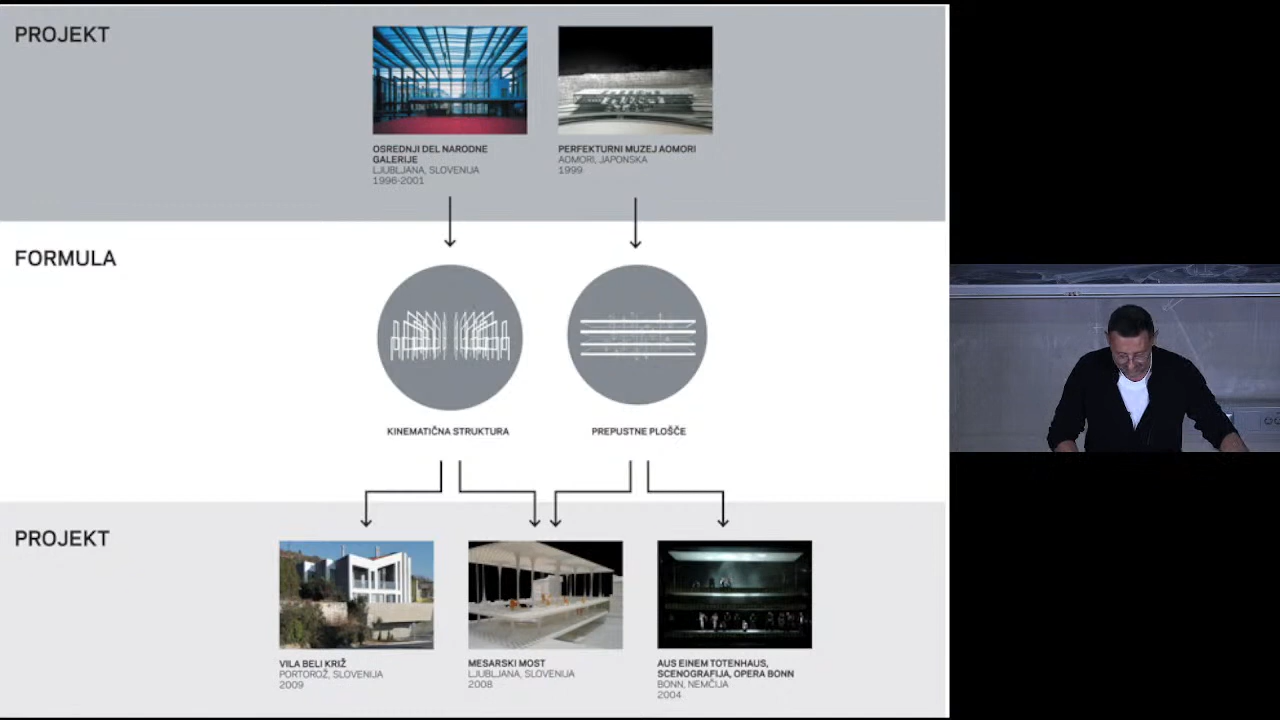 PROJEKT
OSREDNJI DEL NARODNE
GALERIJE
LJUBLJANA, SLOVENIJA
1996-2001
PERFEKTURNI MUZEJ AOMORI
AOMORI, JAPONSKA
1999
FORMULA
KINEMATIČNA STRUKTURA
PREPUSTNE PLOŠČE
PROJEKT
VILA BELI KRIŽ
PORTOROŽ, SLOVENIJA
2009
MESARSKI MOST
LJUBLJANA, SLOVENIJA
2008
AUS EINEM TOTENHAUS,
SCENOGRAFIJA, OPERA BONN
BONN, NEMČIJA
2004